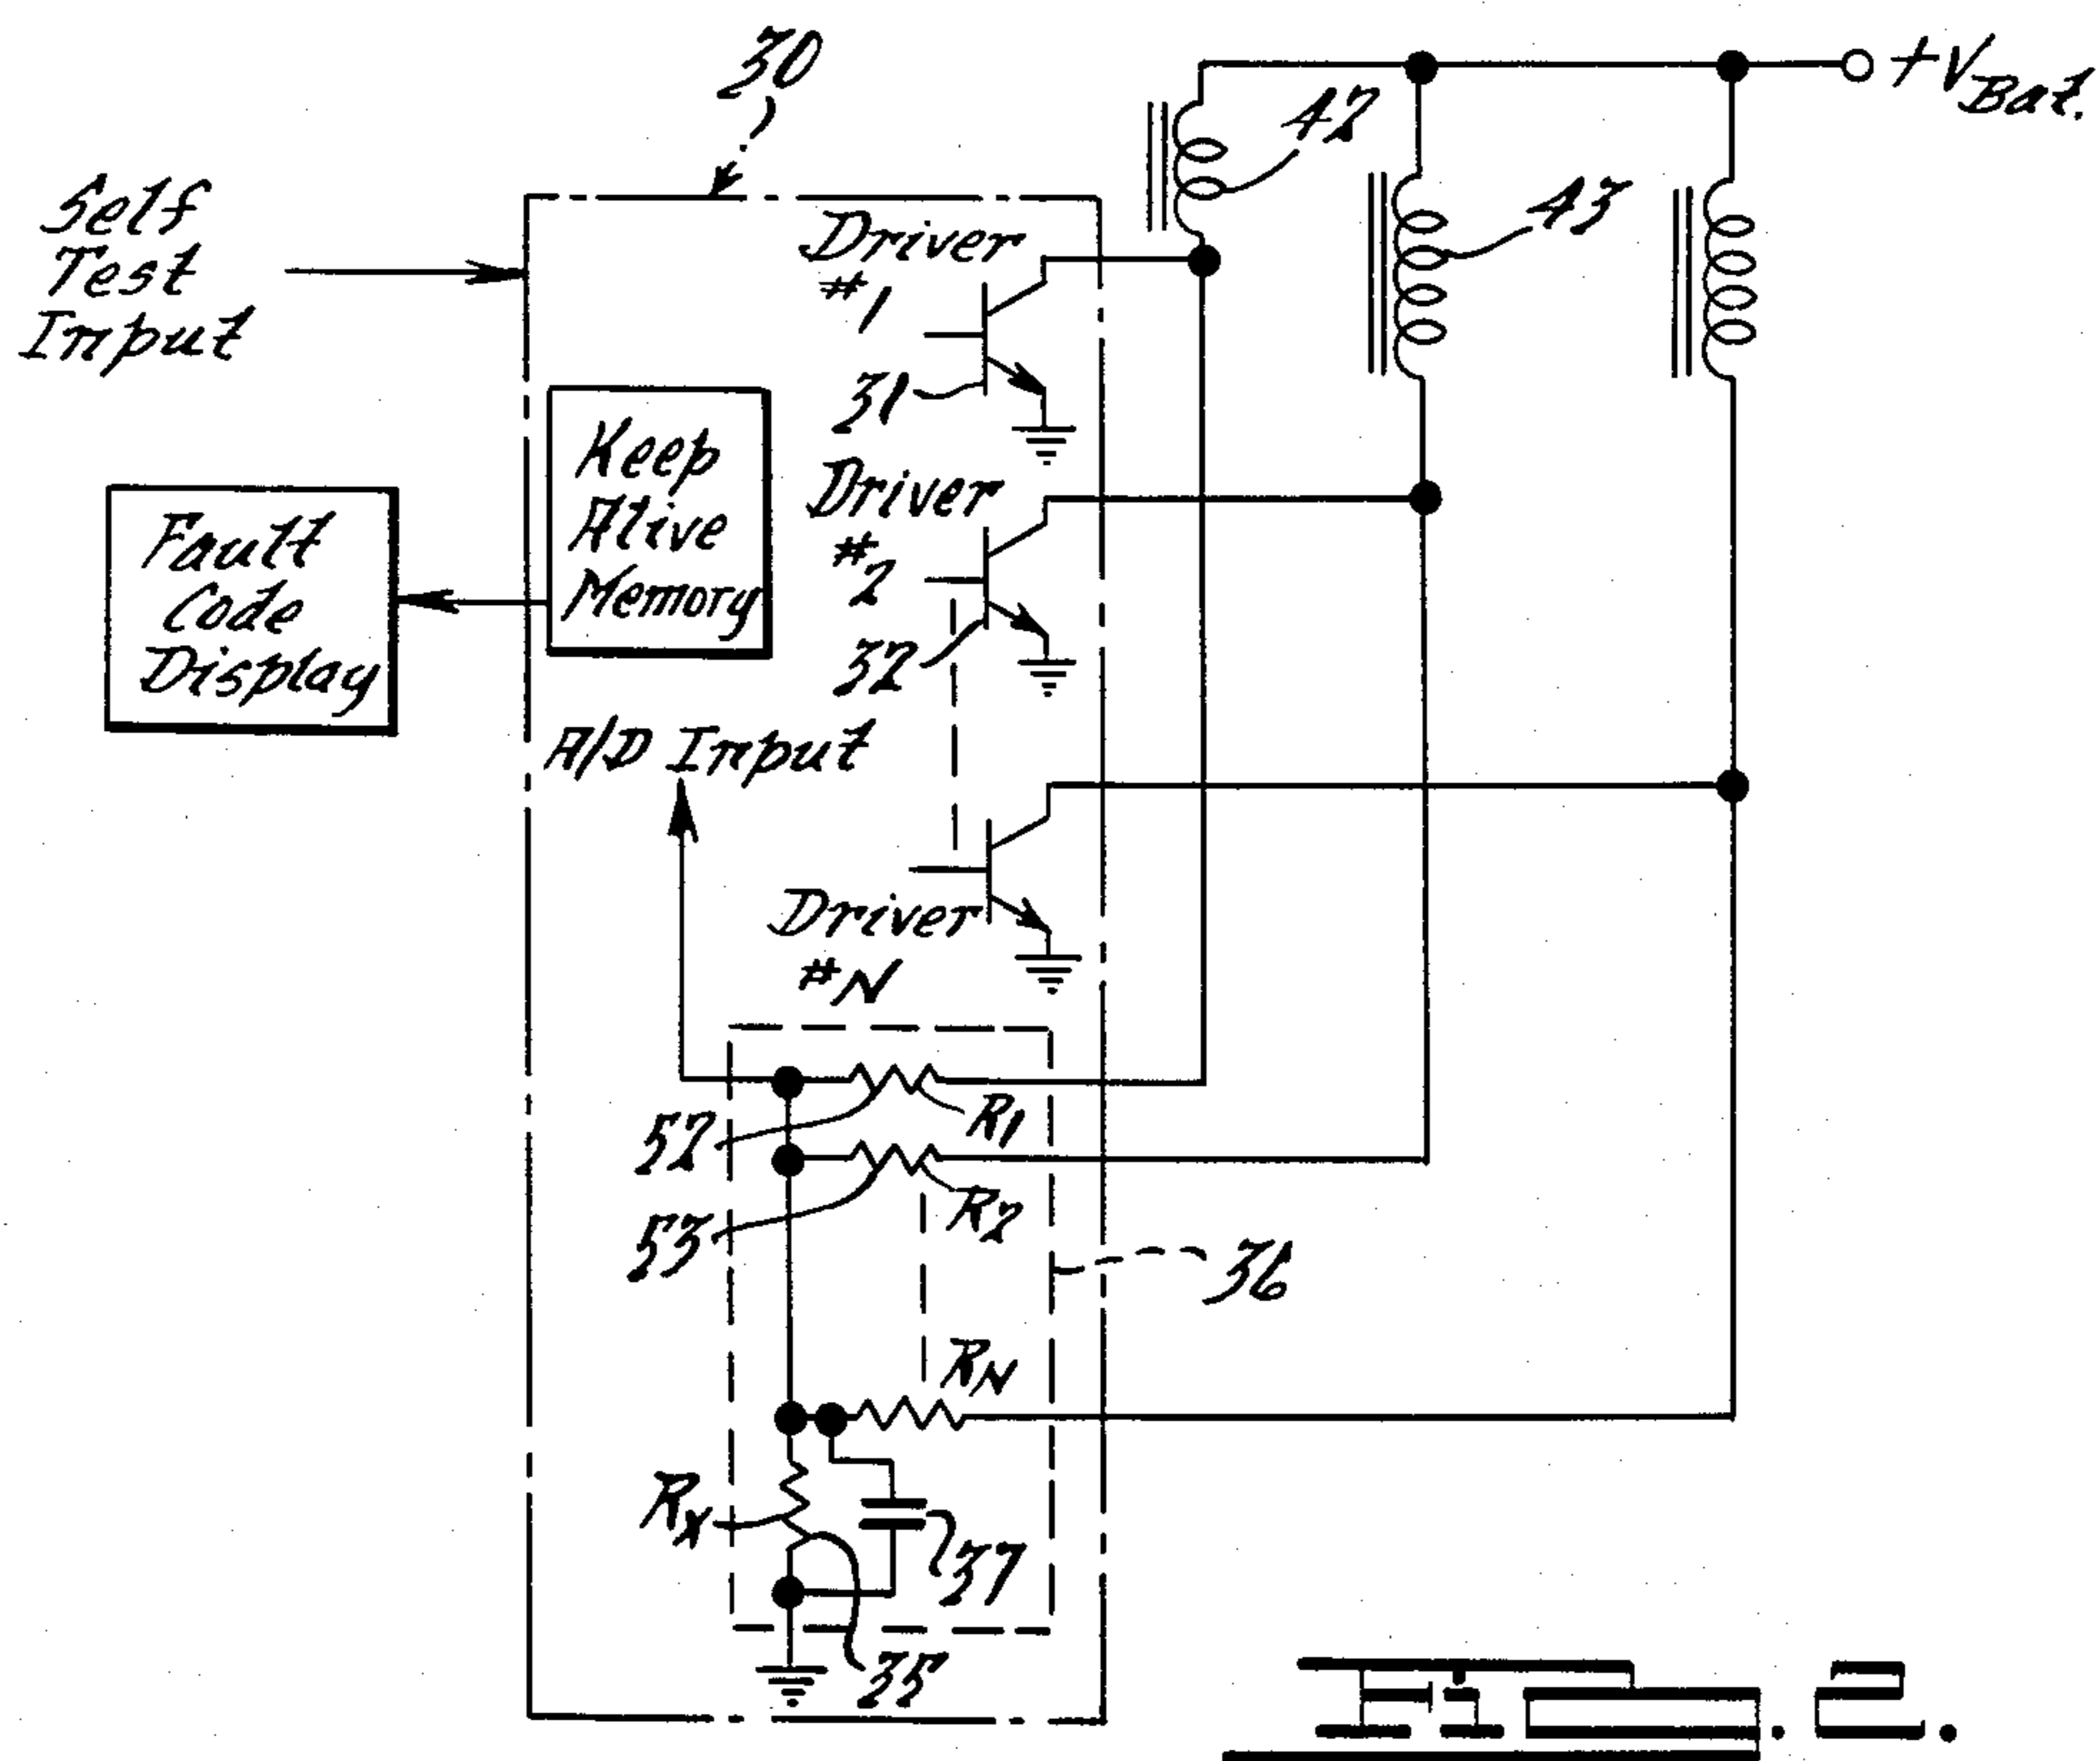 30
+VBat.
42
43
Self
Test
Input
Driver
#1
31
Keep
Alive
Memory
Driver
#2
32
Fault
Code
Display
A/D Input
Driver
#N
52
R1
53
R2
36
RN
RX
37
35
FIG. 2.